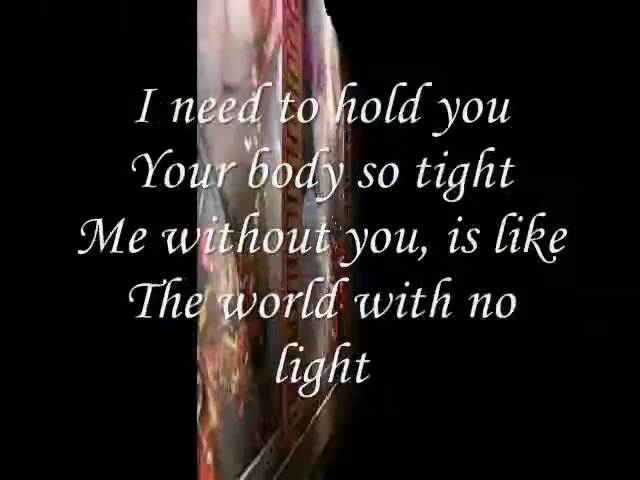 I need to hold you
Your body so tight
Me without you, is like
The world with no
light